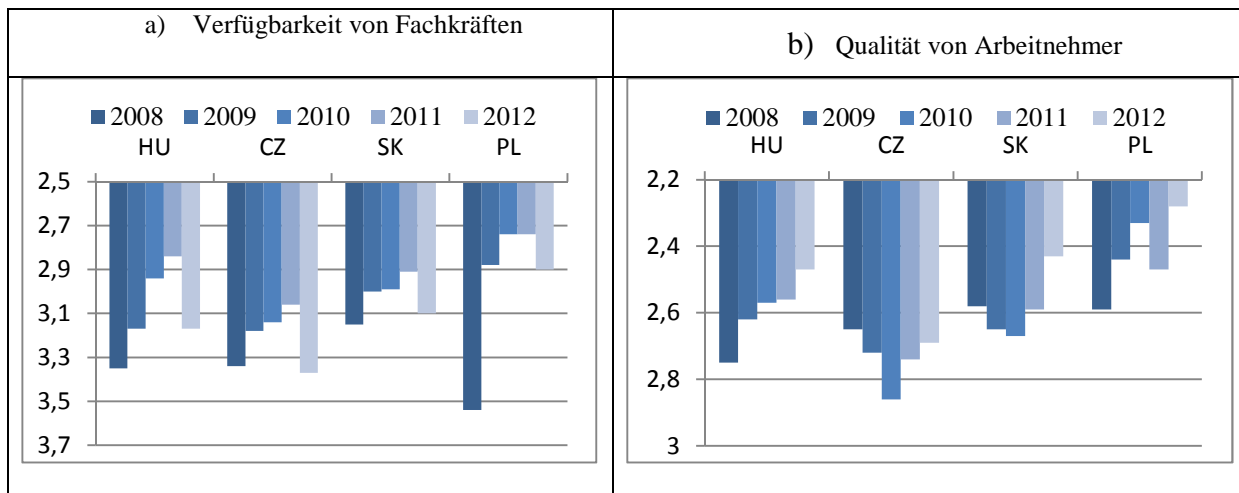 a) Verfügbarkeit von Fachkräften
b) Qualität von Arbeitnehmer
2008 2009 2010 2011 2012
HU CZ SK PL
2,5
2,7
2,9
3,1
3,3
3,5
3,7
2008 2009 2010 2011 2012
HU CZ SK PL
2,2
2,4
2,6
2,8
3